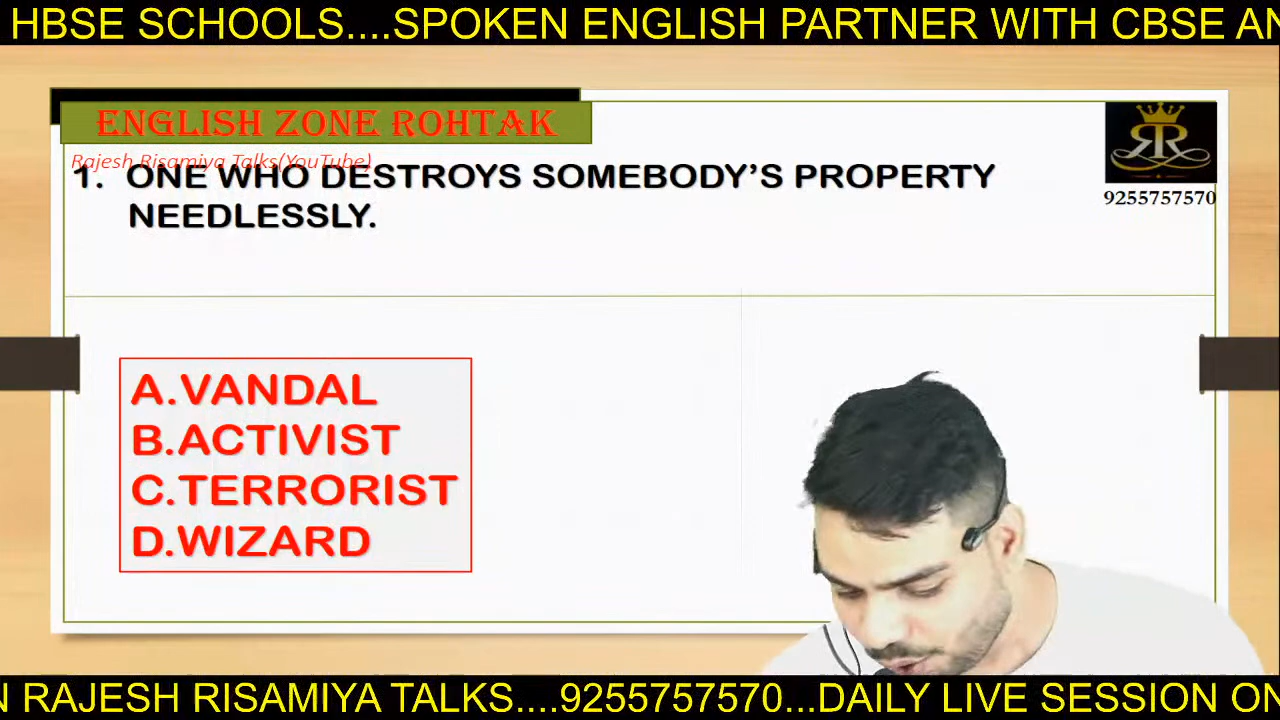 HBSE SCHOOLS....SPOKEN ENGLISH PARTNER WITH CBSE AN
ENGLISH ZONE ROHTAK
Rajesh Risamiya Talks(YouTube)
1. ONE WHO DESTROYS SOMEBODY'S PROPERTY
NEEDLESSLY.
RR
9255757570
A.VANDAL
B.ACTIVIST
C.TERRORIST
D.WIZARD
N RAJESH RISAMIYA TALKS....9255757570...DAILY LIVE SESSION ON